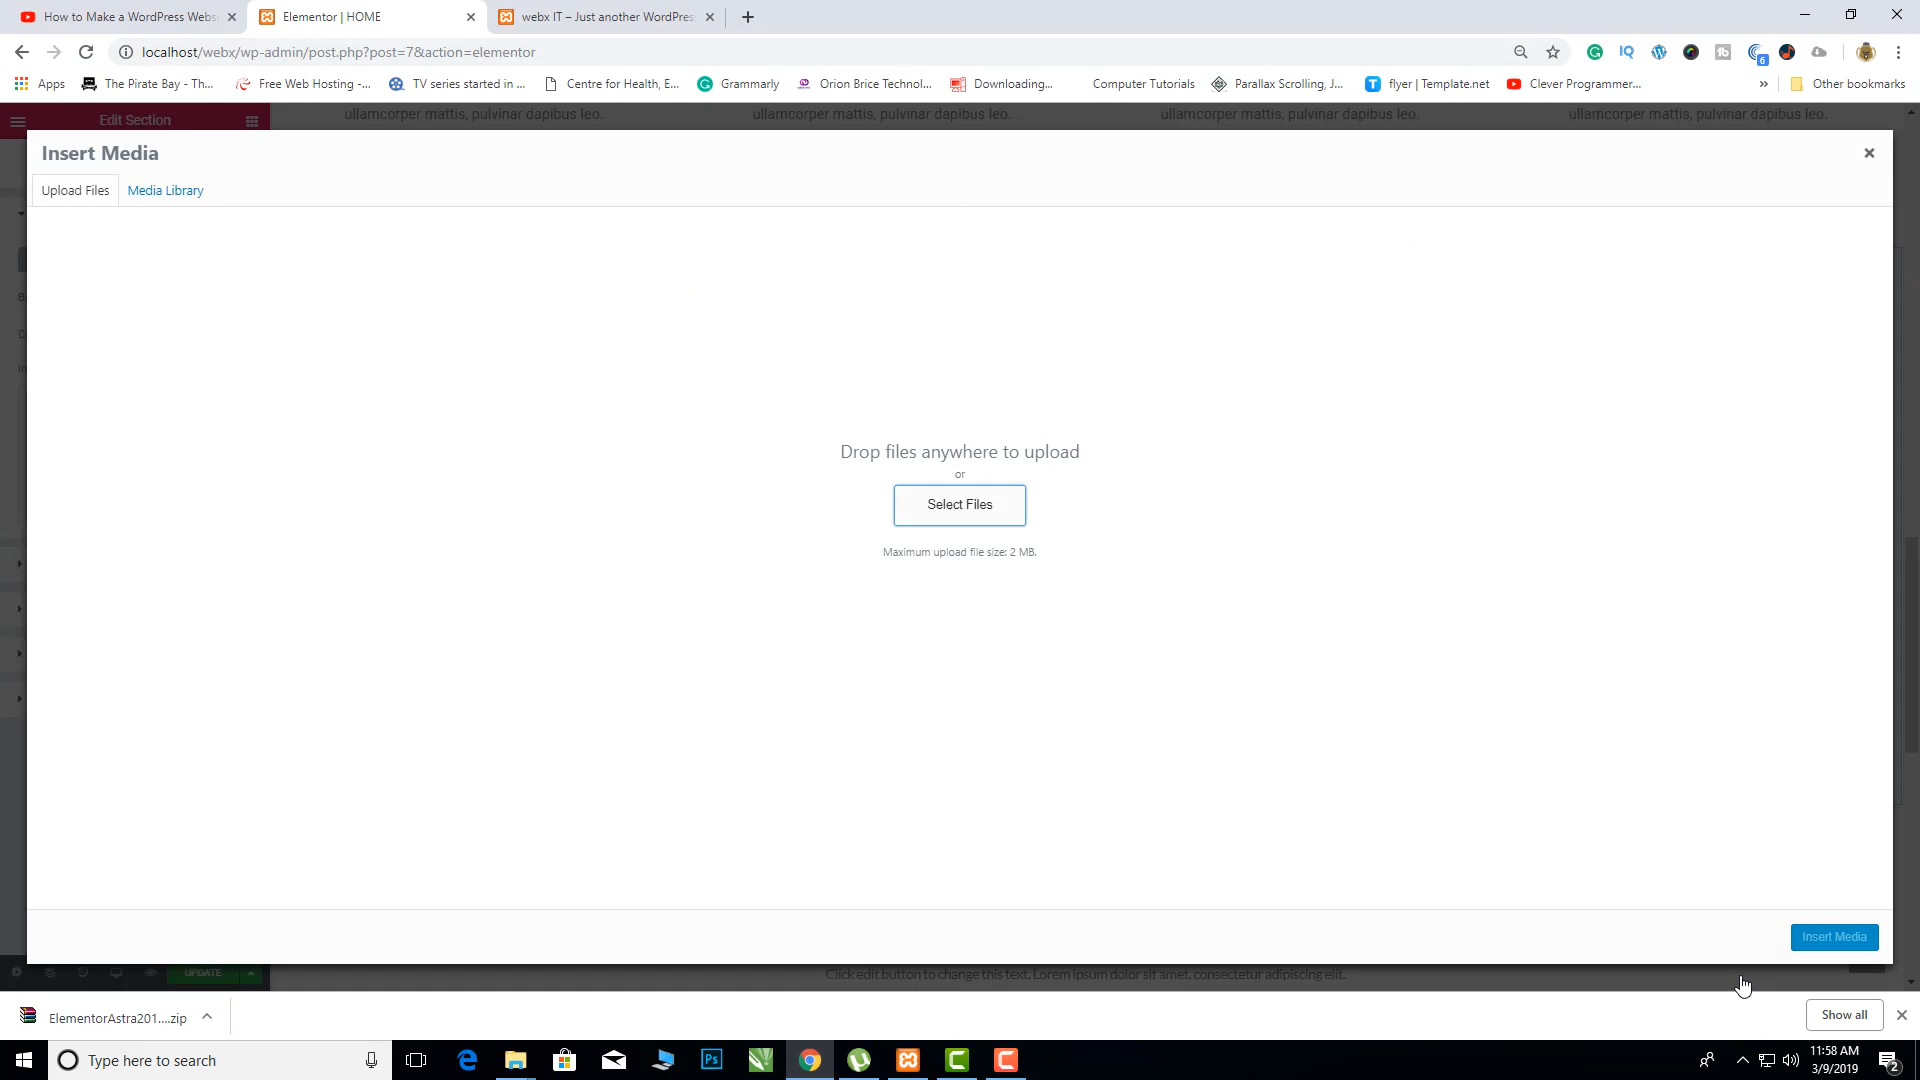 How to Make a WordPress Websi
Elementor | HOME
webx IT – Just another WordPres
localhost/webx/wp-admin/post.php?post=7&action=elementor
Apps
The Pirate Bay - Th...
Free Web Hosting -...
TV series started in ...
Centre for Health, E...
Grammarly
Orion Brice Technol...
Downloading...
Computer Tutorials
Parallax Scrolling, J...
flyer | Template.net
Clever Programmer...
Other bookmarks
Edit Section
ullamcorper mattis, pulvinar dapibus leo.
ullamcorper mattis, pulvinar dapibus leo.
ullamcorper mattis, pulvinar dapibus leo.
ullamcorper mattis, pulvinar dapibus leo.
Insert Media
Upload Files
Media Library
Drop files anywhere to upload
or
Select Files
Maximum upload file size: 2 MB.
Insert Media
UPDATE
Click edit button to change this text. Lorem ipsum dolor sit amet, consectetur adipiscing elit.
ElementorAstra201....zip
Show all
Type here to search
11:58 AM
3/9/2019